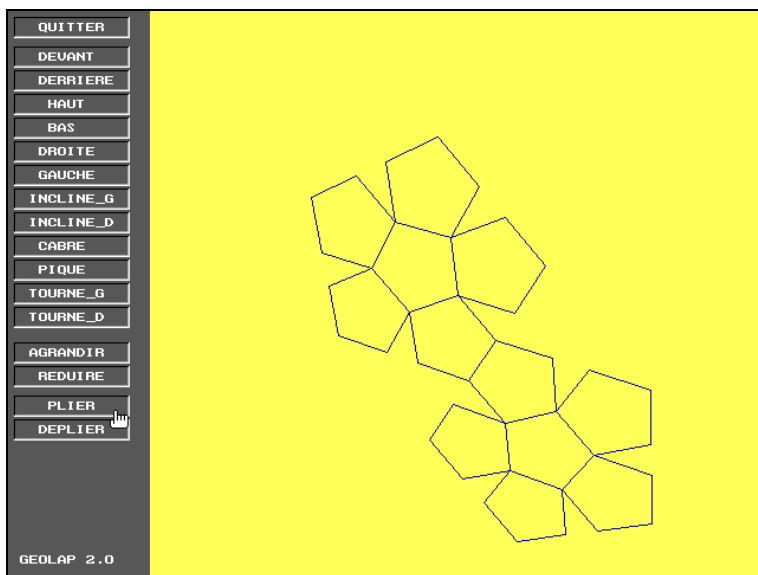 QUITTER
DEVANT
DERRIERE
HAUT
BAS
DROITE
GAUCHE
INCLINE_G
INCLINE_D
CABRE
PIQUE
TOURNE_G
TOURNE_D
AGRANDIR
REDUIRE
PLIER
DEPLIER
GEOLAP 2.0